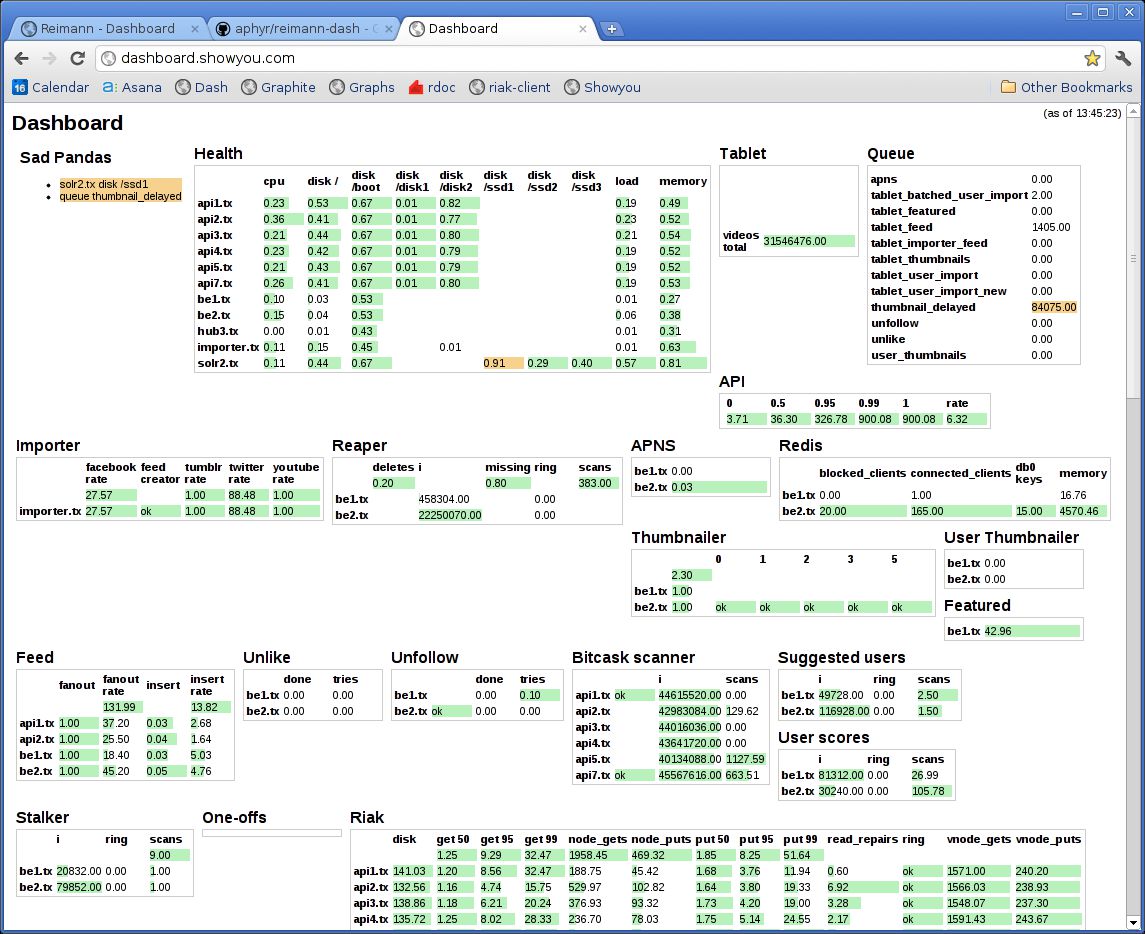 Reimann - Dashboard
aphyr/reimann-dash - G
Dashboard
dashboard.showyou.com
16 Calendar a: Asana Dash Graphite Graphs rdoc riak-client Showyou Other Bookmarks
(as of 13:45:23)
Dashboard
Sad Pandas
solr2.tx disk /ssd1
queue thumbnail_delayed
Health
cpu disk / disk /boot disk /disk1 disk /disk2 disk /ssd1 disk /ssd2 disk /ssd3 load memory
api1.tx 0.23 0.53 0.67 0.01 0.82 0.19 0.49
api2.tx 0.36 0.41 0.67 0.01 0.77 0.23 0.52
api3.tx 0.21 0.44 0.67 0.01 0.80 0.21 0.54
api4.tx 0.23 0.42 0.67 0.01 0.79 0.19 0.52
api5.tx 0.21 0.43 0.67 0.01 0.79 0.19 0.52
api7.tx 0.26 0.41 0.67 0.01 0.80 0.19 0.53
be1.tx 0.10 0.03 0.53 0.01 0.27
be2.tx 0.15 0.04 0.53 0.06 0.38
hub3.tx 0.00 0.01 0.43 0.01 0.31
importer.tx 0.11 0.15 0.45 0.01 0.01 0.63
solr2.tx 0.11 0.44 0.67 0.91 0.29 0.40 0.57 0.81
Tablet
videos total 31546476.00
Queue
apns 0.00
tablet_batched_user_import 2.00
tablet_featured 0.00
tablet_feed 1405.00
tablet_importer_feed 0.00
tablet_thumbnails 0.00
tablet_user_import 0.00
tablet_user_import_new 0.00
thumbnail_delayed 84075.00
unfollow 0.00
unlike 0.00
user_thumbnails 0.00
API
0 0.5 0.95 0.99 1 rate
3.71 36.30 326.78 900.08 900.08 6.32
Importer
facebook rate feed creator tumblr rate twitter rate youtube rate
27.57 1.00 88.48 1.00
importer.tx 27.57 ok 1.00 88.48 1.00
Reaper
deletes i missing ring scans
0.20 0.80 383.00
be1.tx 458304.00 0.00
be2.tx 22250070.00 0.00
APNS
be1.tx 0.00
be2.tx 0.03
Redis
blocked_clients connected_clients db0 keys memory
be1.tx 0.00 1.00 16.76
be2.tx 20.00 165.00 15.00 4570.46
Thumbnailer
0 1 2 3 5
2.30
be1.tx 1.00
be2.tx 1.00 ok ok ok ok ok
User Thumbnailer
be1.tx 0.00
be2.tx 0.00
Featured
be1.tx 42.96
Feed
fanout fanout rate insert insert rate
131.99 13.82
api1.tx 1.00 37.20 0.03 2.68
api2.tx 1.00 25.50 0.04 1.64
be1.tx 1.00 18.40 0.03 5.03
be2.tx 1.00 45.20 0.05 4.76
Unlike
done tries
be1.tx 0.00 0.00
be2.tx 0.00 0.00
Unfollow
done tries
be1.tx 0.00 0.10
be2.tx ok 0.00 0.00
Bitcask scanner
i scans
api1.tx ok 44615520.00 0.00
api2.tx 42983084.00 129.62
api3.tx 44016036.00 0.00
api4.tx 43641720.00 0.00
api5.tx 40134088.00 1127.59
api7.tx ok 45567616.00 663.51
Suggested users
i ring scans
be1.tx 49728.00 0.00 2.50
be2.tx 116928.00 0.00 1.50
User scores
i ring scans
be1.tx 81312.00 0.00 26.99
be2.tx 30240.00 0.00 105.78
Stalker
i ring scans
9.00
be1.tx 20832.00 0.00 1.00
be2.tx 79852.00 0.00 1.00
One-offs
Riak
disk get 50 get 95 get 99 node_gets node_puts put 50 put 95 put 99 read_repairs ring vnode_gets vnode_puts
1.25 9.29 32.47 1958.45 469.32 1.85 8.25 51.64
api1.tx 141.03 1.20 8.56 32.47 188.75 45.42 1.68 3.76 11.94 0.60 ok 1571.00 240.20
api2.tx 132.56 1.16 4.74 15.75 529.97 102.82 1.64 3.80 19.33 6.92 ok 1566.03 238.93
api3.tx 138.86 1.18 6.21 20.24 376.93 93.32 1.73 4.20 19.00 3.28 ok 1548.07 237.30
api4.tx 135.72 1.25 8.02 28.33 236.70 78.03 1.75 5.14 24.55 2.17 ok 1591.43 243.67